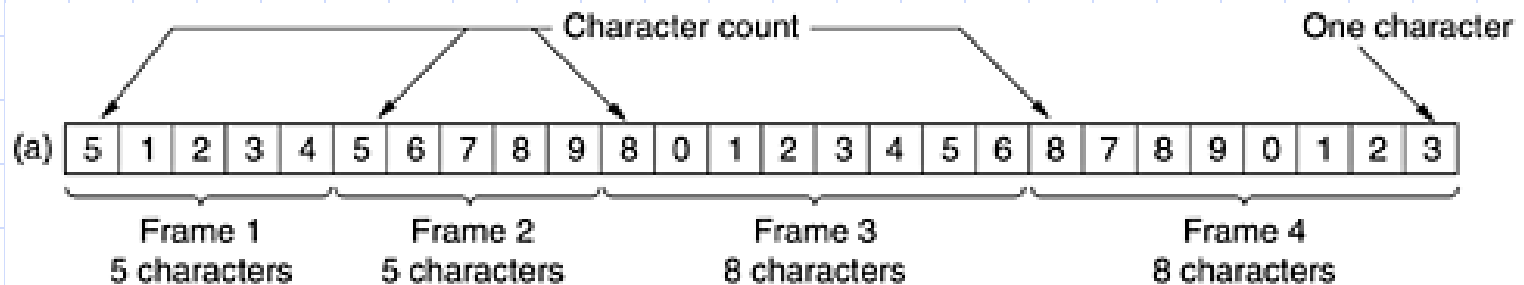 Character count One character
(a) 5 1 2 3 4 5 6 7 8 9 8 0 1 2 3 4 5 6 8 7 8 9 0 1 2 3
Frame 1 Frame 2 Frame 3 Frame 4
5 characters 5 characters 8 characters 8 characters